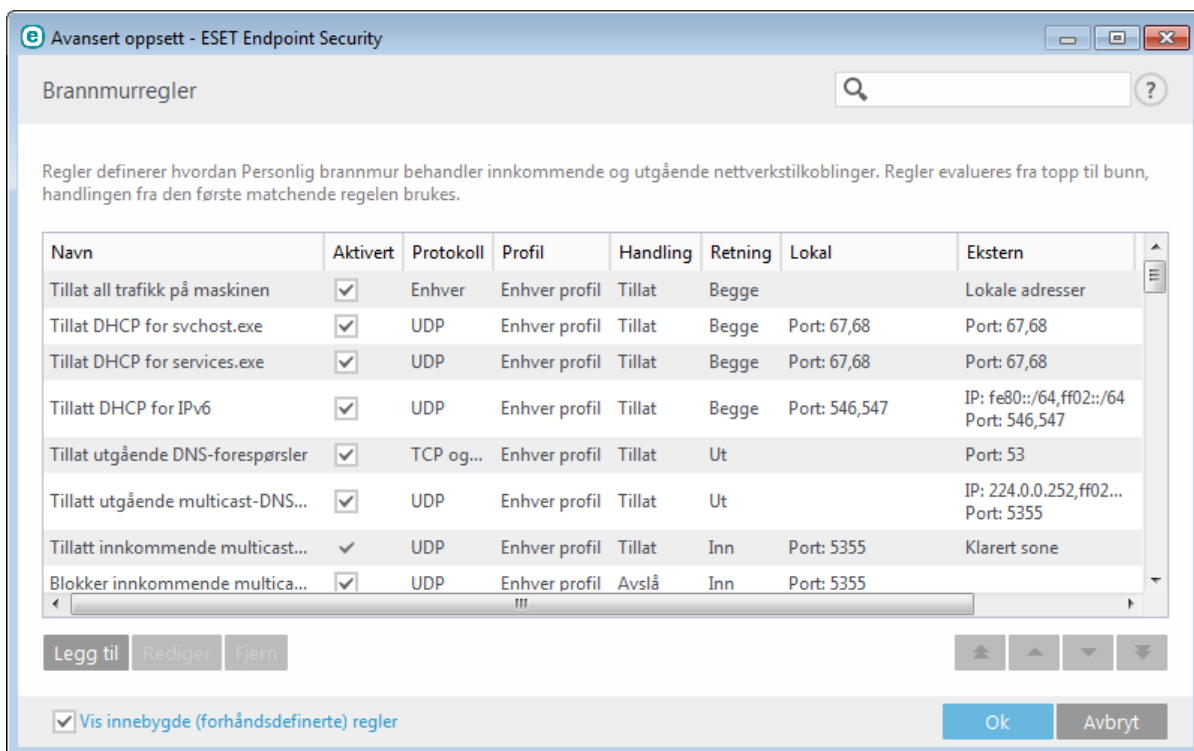 Avansert oppsett - ESET Endpoint Security
Brannmurregler
?
Regler definerer hvordan Personlig brannmur behandler innkommende og utgående nettverkstilkoblinger. Regler evalueres fra topp til bunn,
handlingen fra den første matchende regelen brukes.
Navn Aktivert Protokoll Profil Handling Retning Lokal Ekstern
Tillat all trafikk på maskinen Enhver Enhver profil Tillat Begge Lokale adresser
Tillat DHCP for svchost.exe UDP Enhver profil Tillat Begge Port: 67,68 Port: 67,68
Tillat DHCP for services.exe UDP Enhver profil Tillat Begge Port: 67,68 Port: 67,68
Tillatt DHCP for IPv6 UDP Enhver profil Tillat Begge Port: 546,547 IP: fe80::/64,ff02::/64
Port: 546,547
Tillat utgående DNS-forespørsler TCP og... Enhver profil Tillat Ut Port: 53
Tillatt utgående multicast-DNS... UDP Enhver profil Tillat Ut IP: 224.0.0.252,ff02...
Port: 5355
Tillatt innkommende multicast... UDP Enhver profil Tillat Inn Port: 5355 Klarert sone
Blokker innkommende multica... UDP Enhver profil Avslå Inn Port: 5355
Legg til Rediger Fjern
Vis innebygde (forhåndsdefinerte) regler
Ok Avbryt